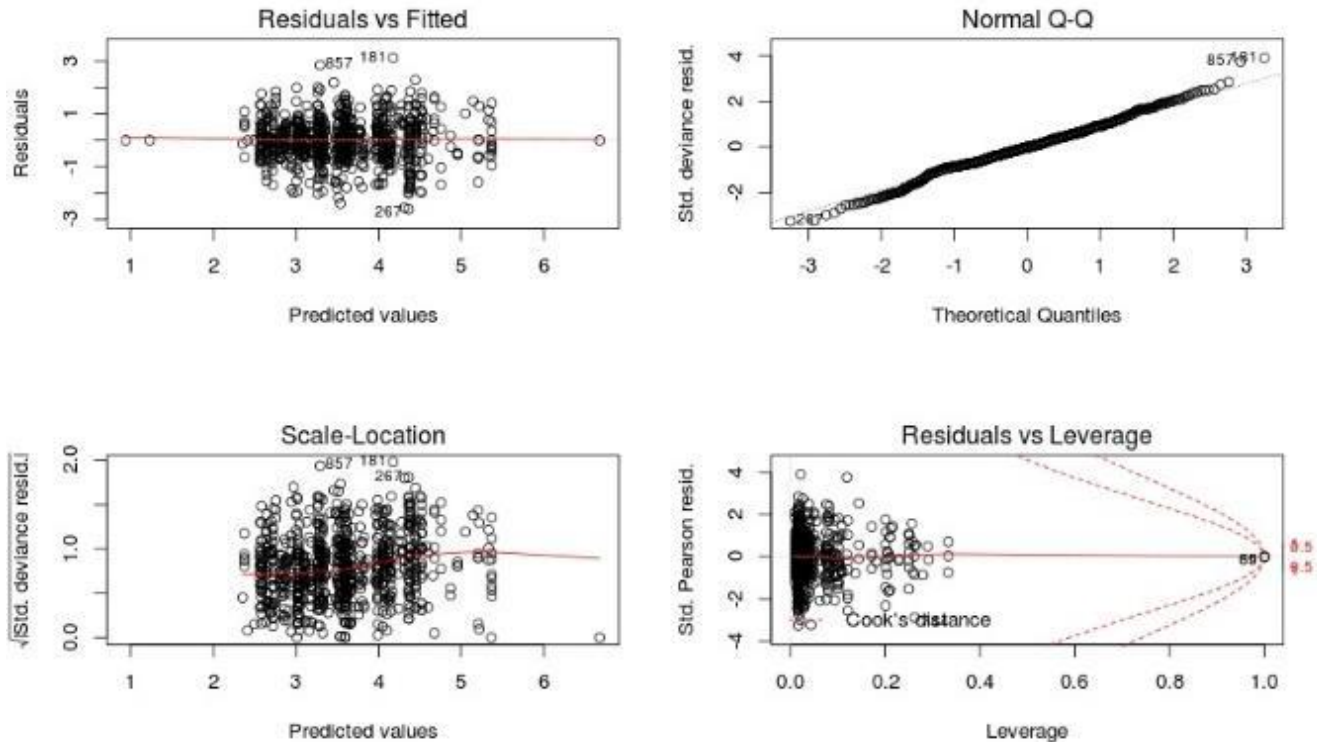 Residuals vs Fitted
Residuals
3
1
-1
-3
857
181
267
1 2 3 4 5 6
Predicted values
Normal Q-Q
Std. deviance resid.
4
2
0
-2
857
181
-3 -2 -1 0 1 2 3
Theoretical Quantiles
Scale-Location
√|Std. deviance resid.|
2.0
1.0
0.0
857
181
267
1 2 3 4 5 6
Predicted values
Residuals vs Leverage
Std. Pearson resid.
4
2
0
-2
-4
Cook's distance
0.5
0.5
0.0 0.2 0.4 0.6 0.8 1.0
Leverage